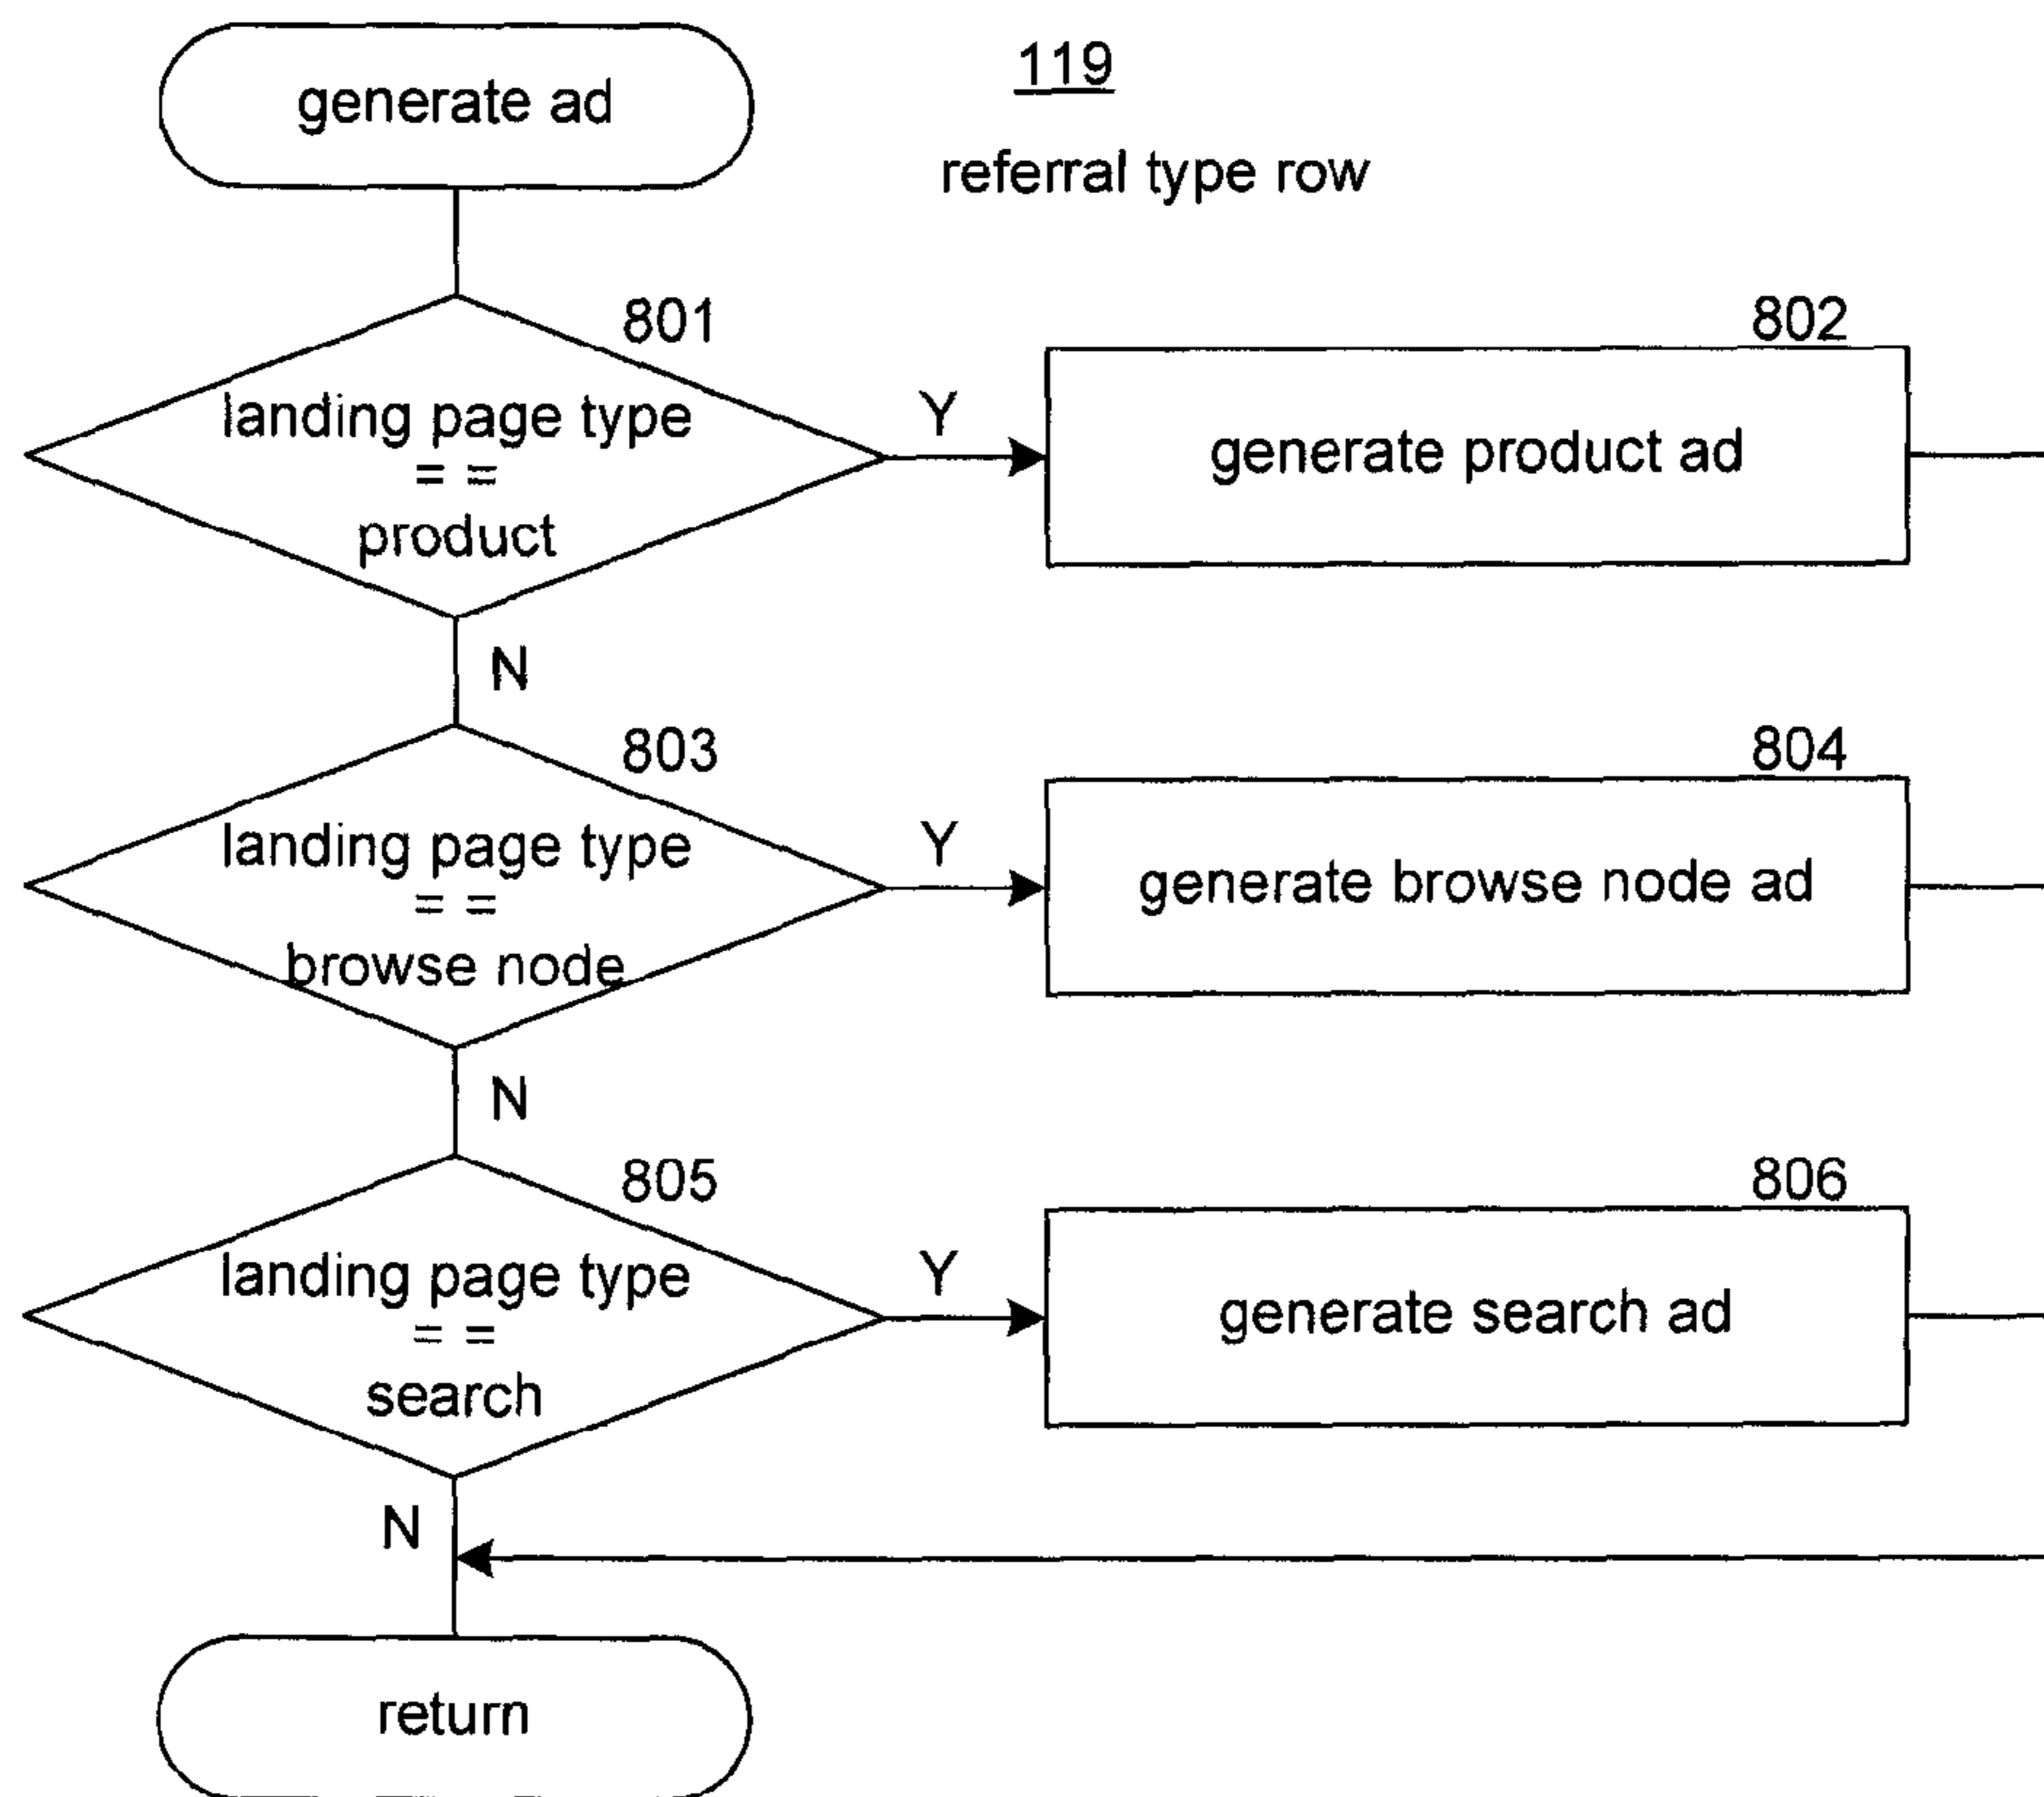 generate ad
119
referral type row
801
landing page type
= =
product
Y
802
generate product ad
N
803
landing page type
= =
browse node
Y
804
generate browse node ad
N
805
landing page type
= =
search
Y
806
generate search ad
N
return